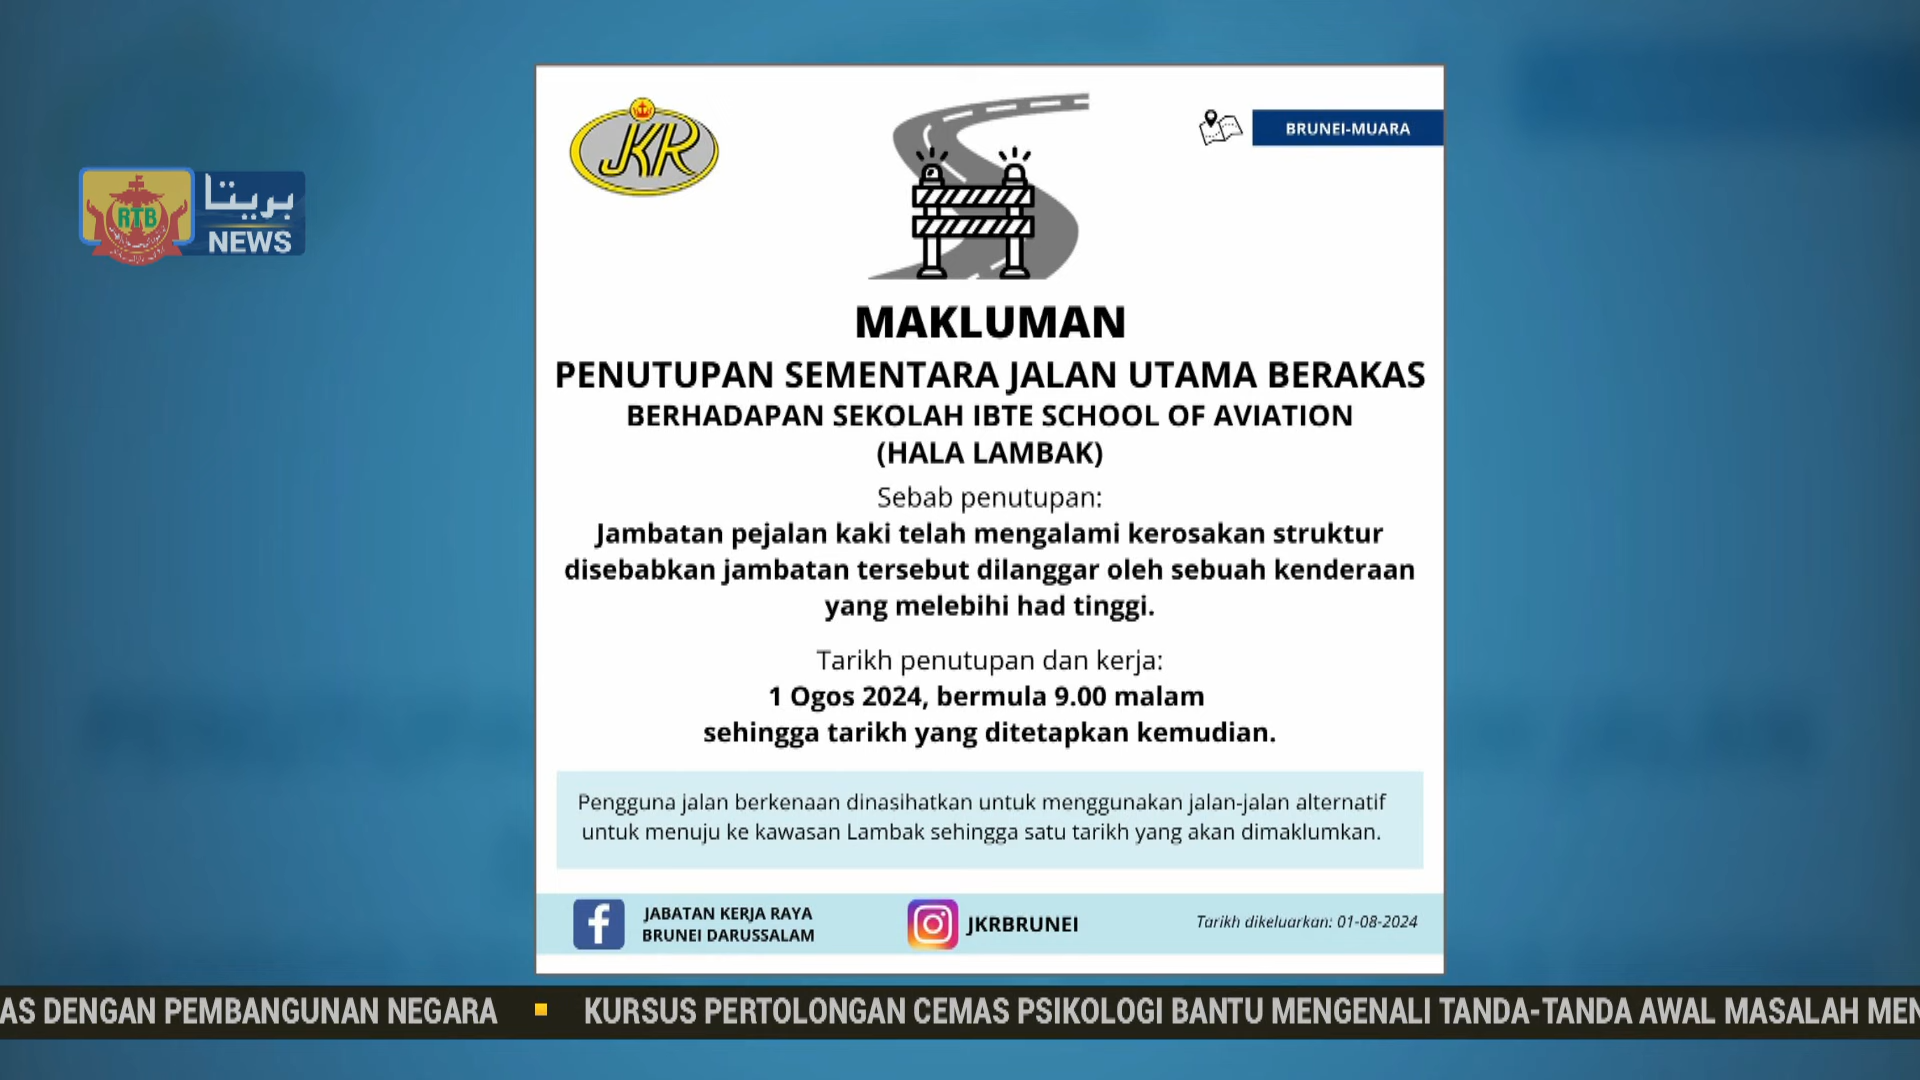 JKR
BRUNEI-MUARA
RTB
بريتا
NEWS
MAKLUMAN
PENUTUPAN SEMENTARA JALAN UTAMA BERAKAS
BERHADAPAN SEKOLAH IBTE SCHOOL OF AVIATION
(HALA LAMBAK)
Sebab penutupan:
Jambatan pejalan kaki telah mengalami kerosakan struktur
disebabkan jambatan tersebut dilanggar oleh sebuah kenderaan
yang melebihi had tinggi.
Tarikh penutupan dan kerja:
1 Ogos 2024, bermula 9.00 malam
sehingga tarikh yang ditetapkan kemudian.
Pengguna jalan berkenaan dinasihatkan untuk menggunakan jalan-jalan alternatif
untuk menuju ke kawasan Lambak sehingga satu tarikh yang akan dimaklumkan.
JABATAN KERJA RAYA
BRUNEI DARUSSALAM
JKRBRUNEI
Tarikh dikeluarkan: 01-08-2024
AS DENGAN PEMBANGUNAN NEGARA
KURSUS PERTOLONGAN CEMAS PSIKOLOGI BANTU MENGENALI TANDA-TANDA AWAL MASALAH MEN